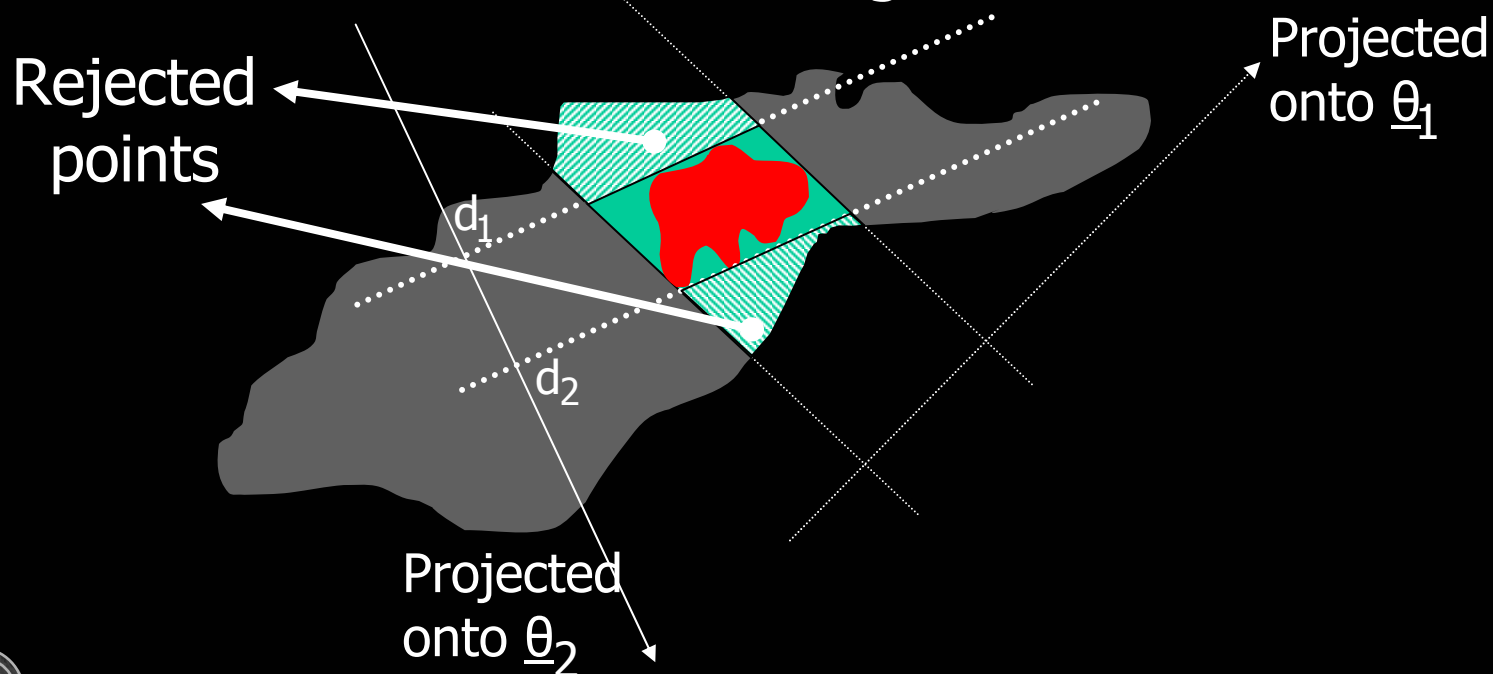 Rejected
points
Projected
onto θ1
d1
d2
Projected
onto θ2